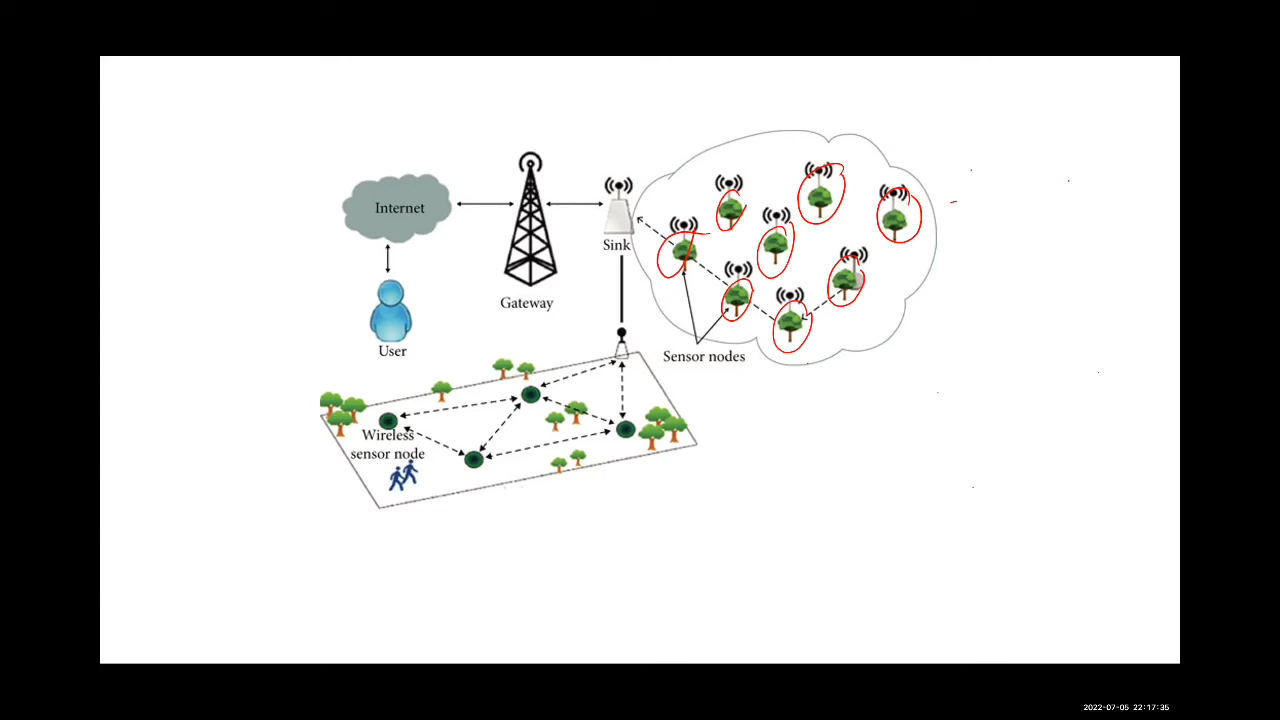 Internet
Sink
Gateway
User
Sensor nodes
Wireless
sensor node
2022-07-05 22:17:35